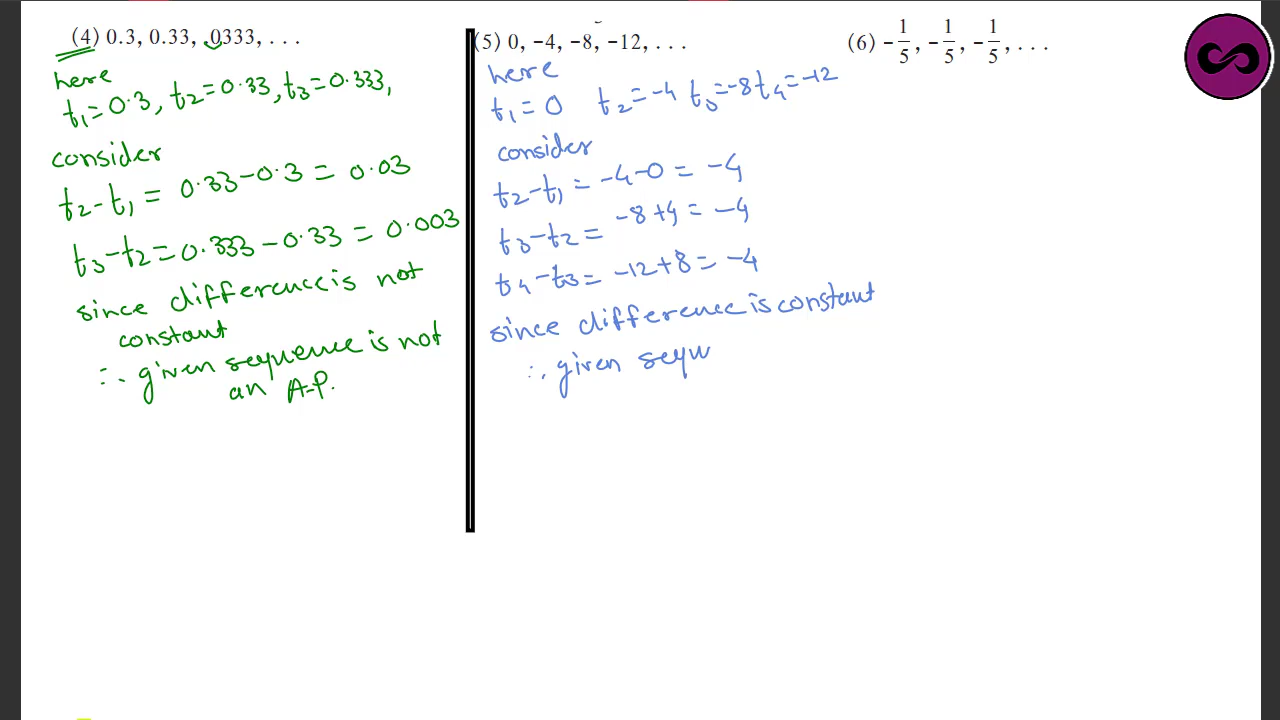 (4) 0.3, 0.33, .0333, . . .
here
t₁=0.3, t₂=0.33, t₃=0.333,
consider
t₂-t₁ = 0.33-0.3 = 0.03
t₃-t₂=0.333-0.33 = 0.003
since difference is not
constant
∴ given sequence is not
an A.P.
(5) 0, -4, -8, -12, . . .
here
t₁= 0 t₂=-4 t₃=-8 t₄=-12
consider
t₂-t₁ = -4-0 = -4
t₃-t₂ = -8+4 = -4
t₄-t₃= -12+8 = -4
since difference is constant
∴ given sequ
(6) -1/5, -1/5, -1/5, . . .